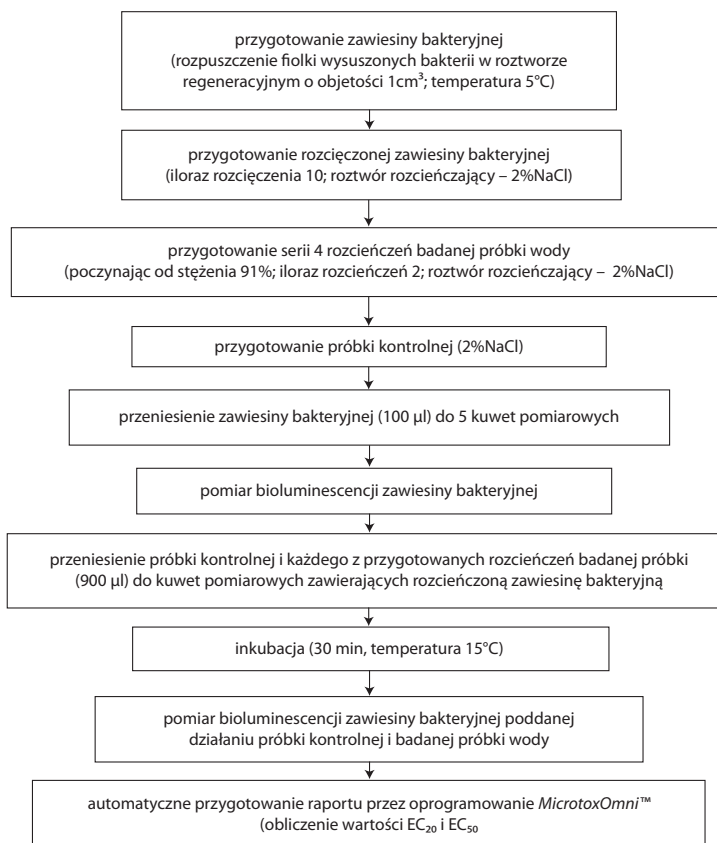 przygotowanie zawiesiny bakteryjnej
(rozpuszczenie fiolki wysuszonych bakterii w roztworze
regeneracyjnym o objetości 1cm³; temperatura 5°C)
przygotowanie rozcięczonej zawiesiny bakteryjnej
(iloraz rozcięczenia 10; roztwór rozcieńczający – 2%NaCl)
przygotowanie serii 4 rozcieńczeń badanej próbki wody
(poczynając od stężenia 91%; iloraz rozcieńczeń 2; roztwór rozcieńczający – 2%NaCl)
przygotowanie próbki kontrolnej (2%NaCl)
przeniesienie zawiesiny bakteryjnej (100 µl) do 5 kuwet pomiarowych
pomiar bioluminescencji zawiesiny bakteryjnej
przeniesienie próbki kontrolnej i każdego z przygotowanych rozcieńczeń badanej próbki
(900 µl) do kuwet pomiarowych zawierających rozcieńczoną zawiesinę bakteryjną
inkubacja (30 min, temperatura 15°C)
pomiar bioluminescencji zawiesiny bakteryjnej poddanej
działaniu próbki kontrolnej i badanej próbki wody
automatyczne przygotowanie raportu przez oprogramowanie MicrotoxOmni™
(obliczenie wartości EC₂₀ i EC₅₀